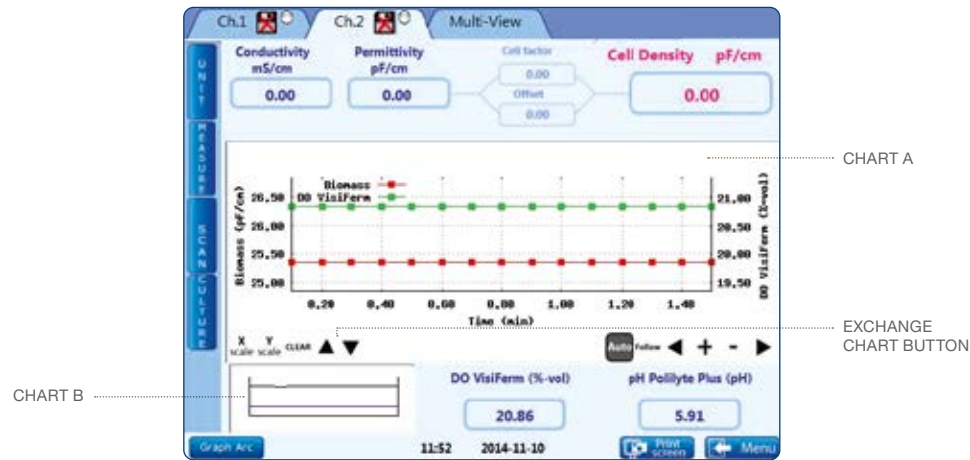 Ch.1 Ch.2 Multi-View
Conductivity
mS/cm
0.00
Permittivity
pF/cm
0.00
Cell factor
0.00
Offset
0.00
Cell Density pF/cm
0.00
UNIT
MEASURE
SCAN
CULTURE
CHART A
Biomass
DO VisiFerm
Biomass (pF/cm)
26.50
26.00
25.50
25.00
21.00
20.50
20.00
19.50
DO VisiFerm (%-vol)
0.20 0.40 0.60 0.80 1.00 1.20 1.40
Time (min)
X scale Y scale CLEAR
Auto Follow + -
EXCHANGE
CHART BUTTON
CHART B
DO VisiFerm (%-vol)
20.86
pH Polilyte Plus (pH)
5.91
Graph Arc
11:52 2014-11-10
Print screen
Menu